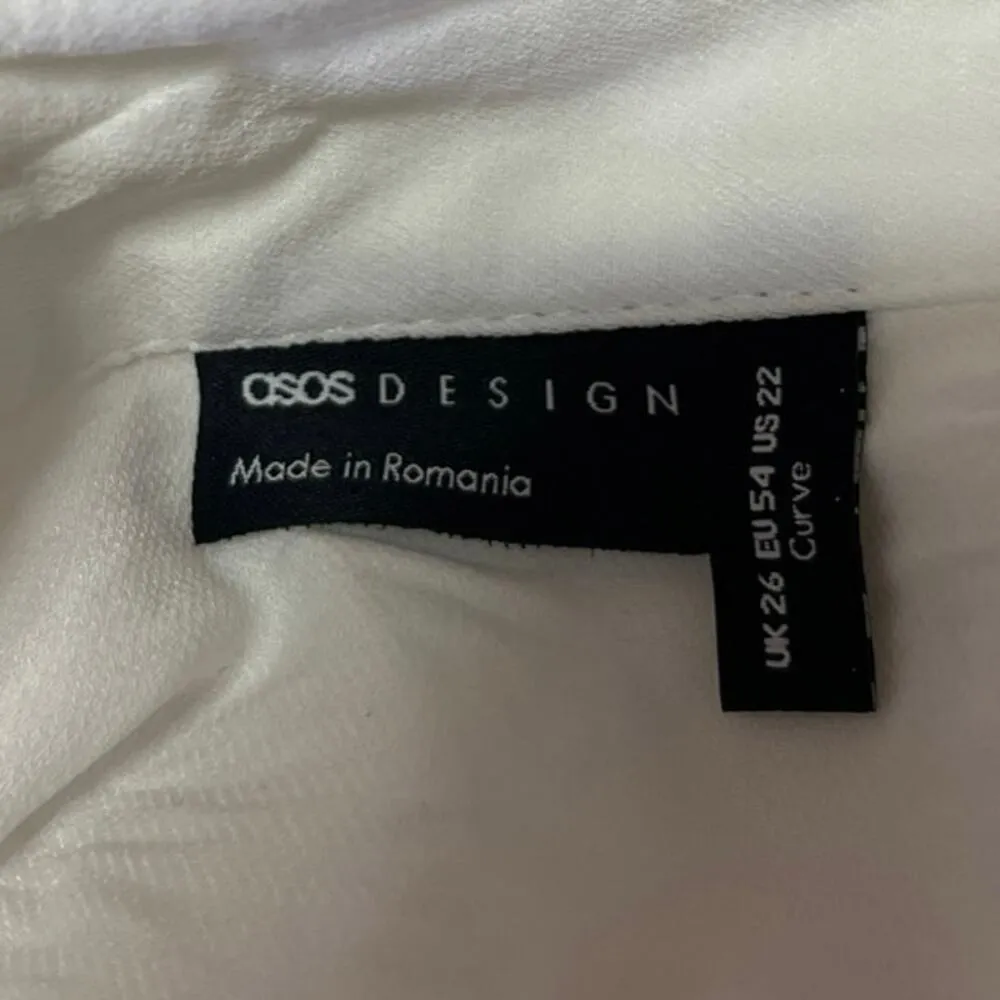 asos DESIGN
Made in Romania
UK 26 EU 54 US 22
Curve